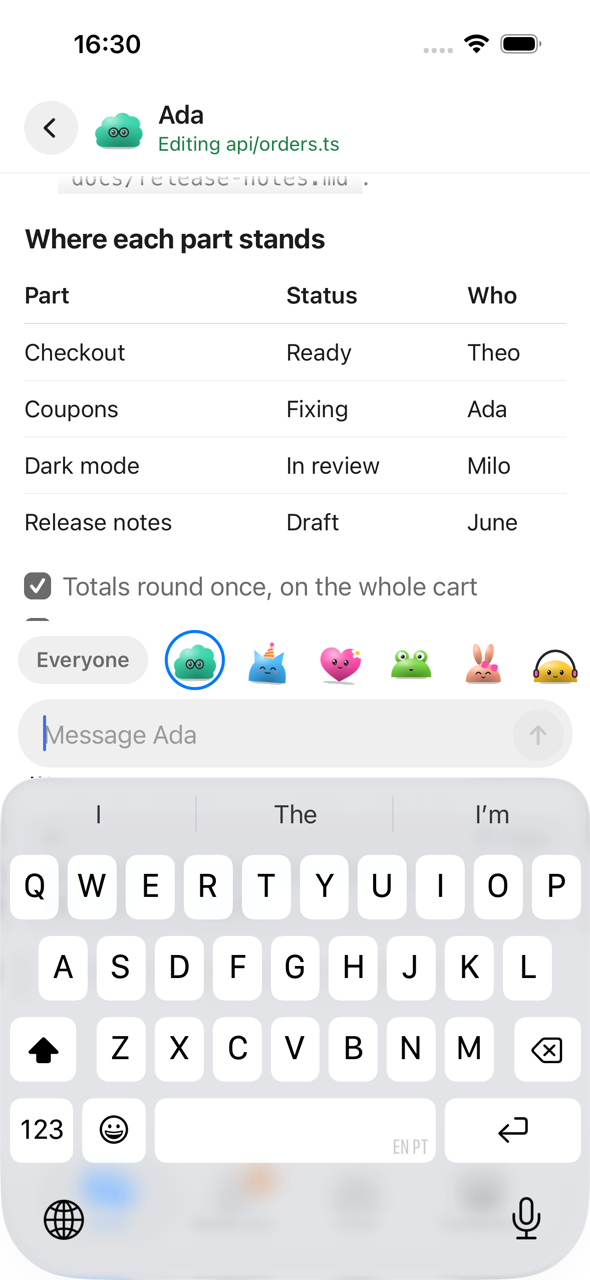 16:30
Ada
Editing api/orders.ts
docs/release-notes.md .
Where each part stands
Part Status Who
Checkout Ready Theo
Coupons Fixing Ada
Dark mode In review Milo
Release notes Draft June
Totals round once, on the whole cart
Everyone
Message Ada
I The I’m
Q W E R T Y U I O P
A S D F G H J K L
Z X C V B N M
123
EN PT